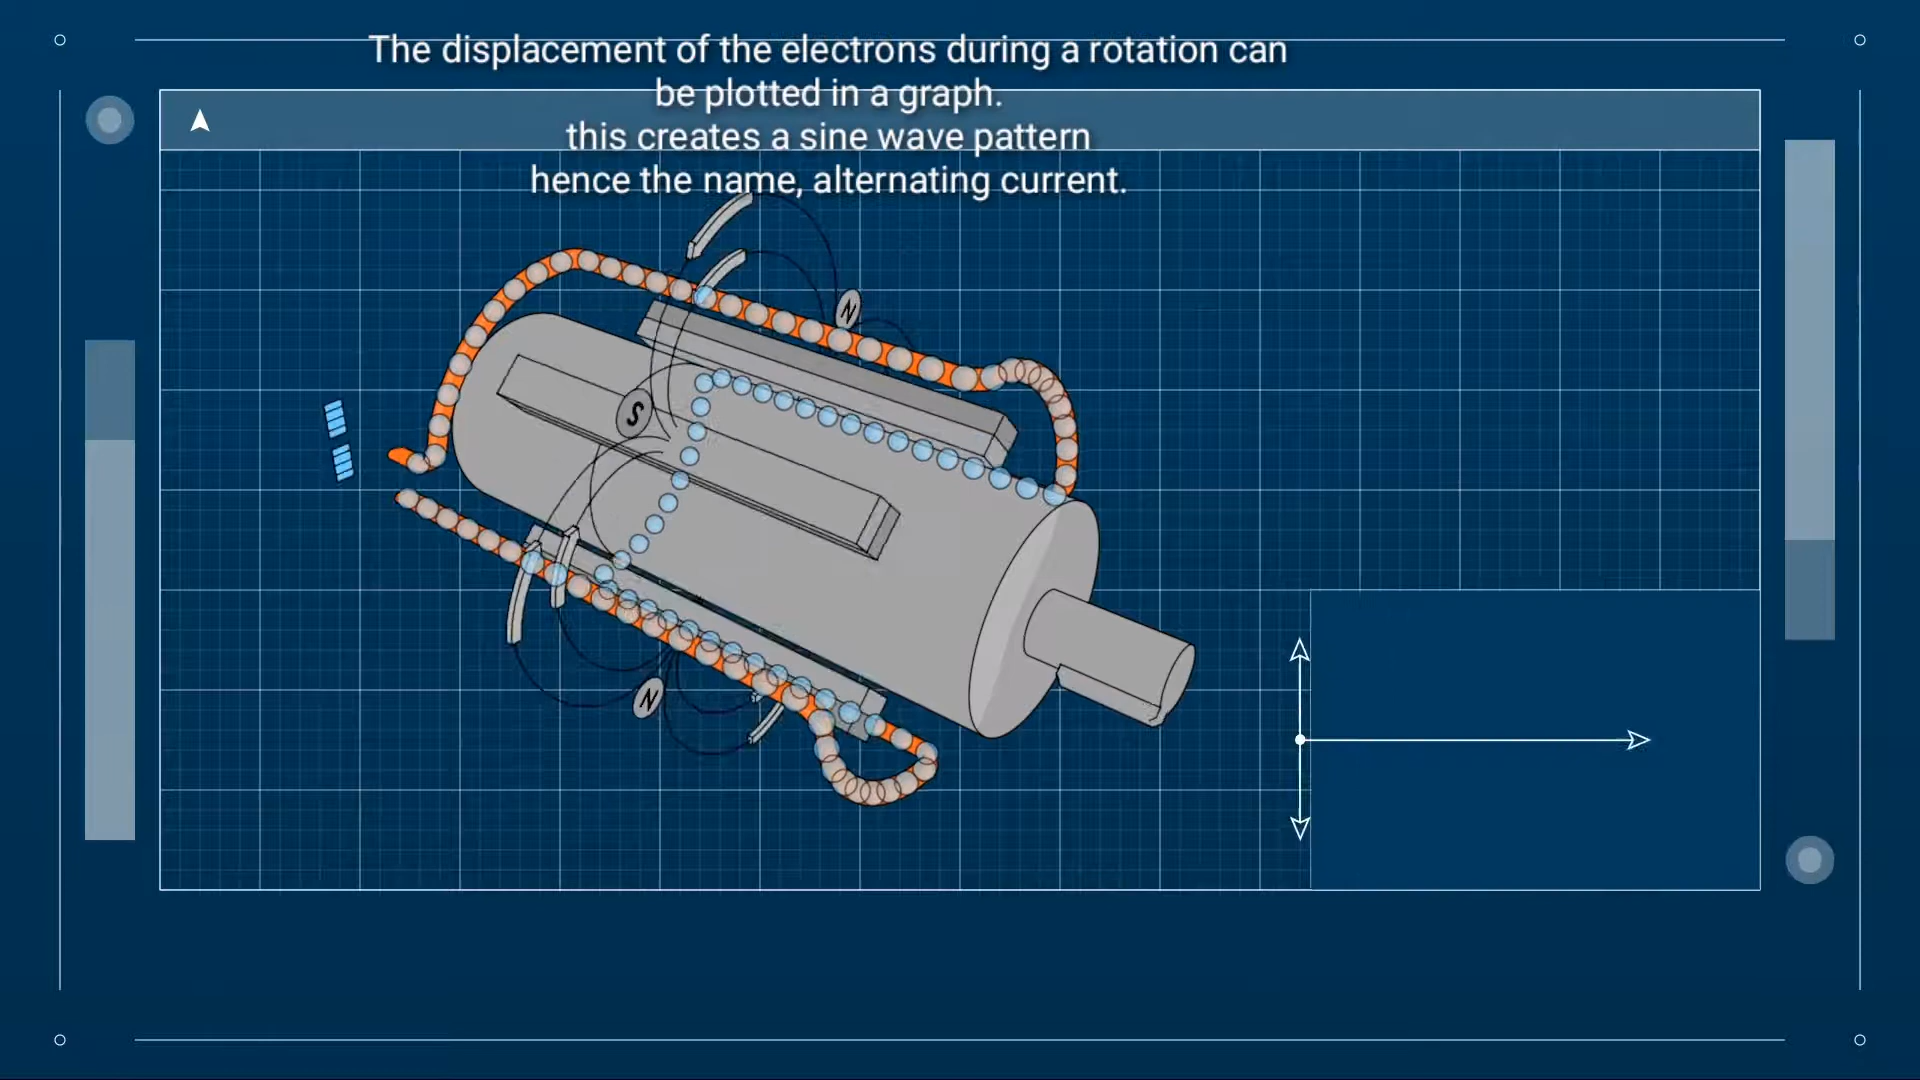 The displacement of the electrons during a rotation can
be plotted in a graph.
this creates a sine wave pattern
hence the name, alternating current.
N
S
N